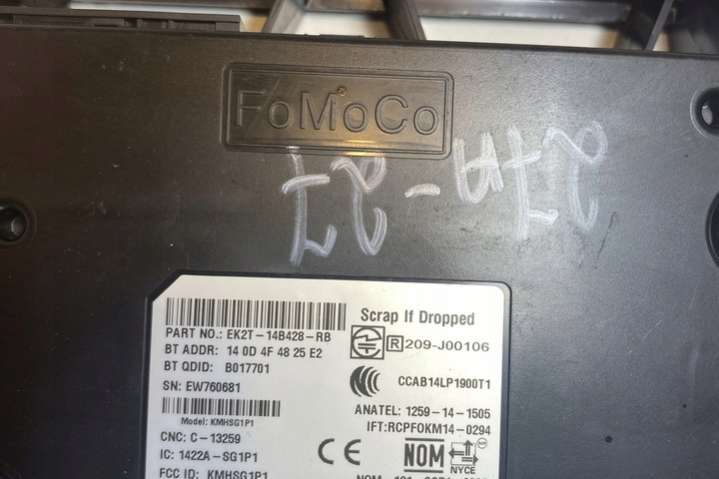 FoMoCo
27A-27
Scrap If Dropped
PART NO.: EK2T-14B428-RB
R 209-J00106
BT ADDR: 14 0D 4F 48 25 E2
BT QDID: B017701
CCAB14LP1900T1
SN: EW760681
ANATEL: 1259-14-1505
Model: KMHSG1P1
IFT:RCPFOKM14-0294
CNC: C-13259
CE
NOM
NYCE
IC: 1422A-SG1P1
FCC ID: KMHSG1P1